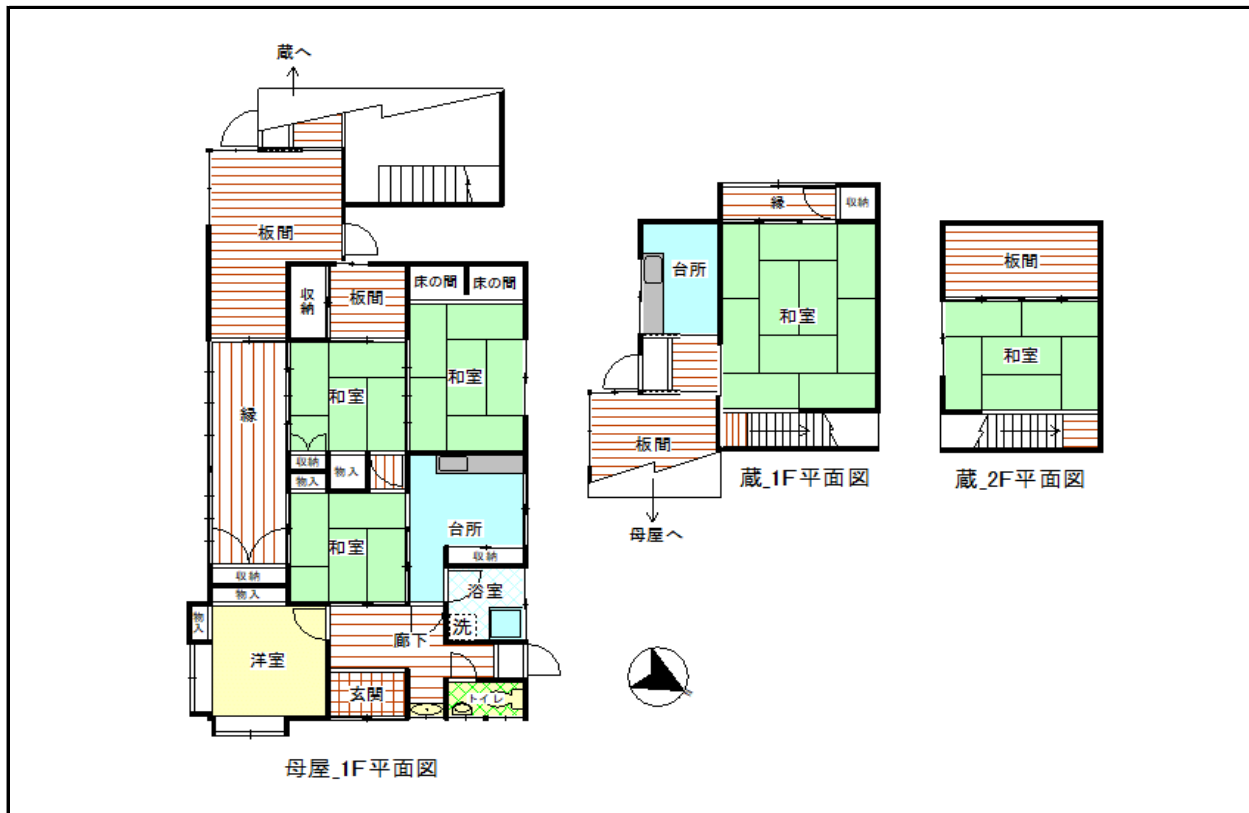 蔵へ
板間
収納
板間
床の間
床の間
和室
和室
縁
収納
物入
物入
和室
台所
収納
収納
物入
浴室
洗
物入
洋室
廊下
玄関
トイレ
母屋_1F平面図
縁
収納
台所
和室
板間
母屋へ
蔵_1F平面図
板間
和室
蔵_2F平面図